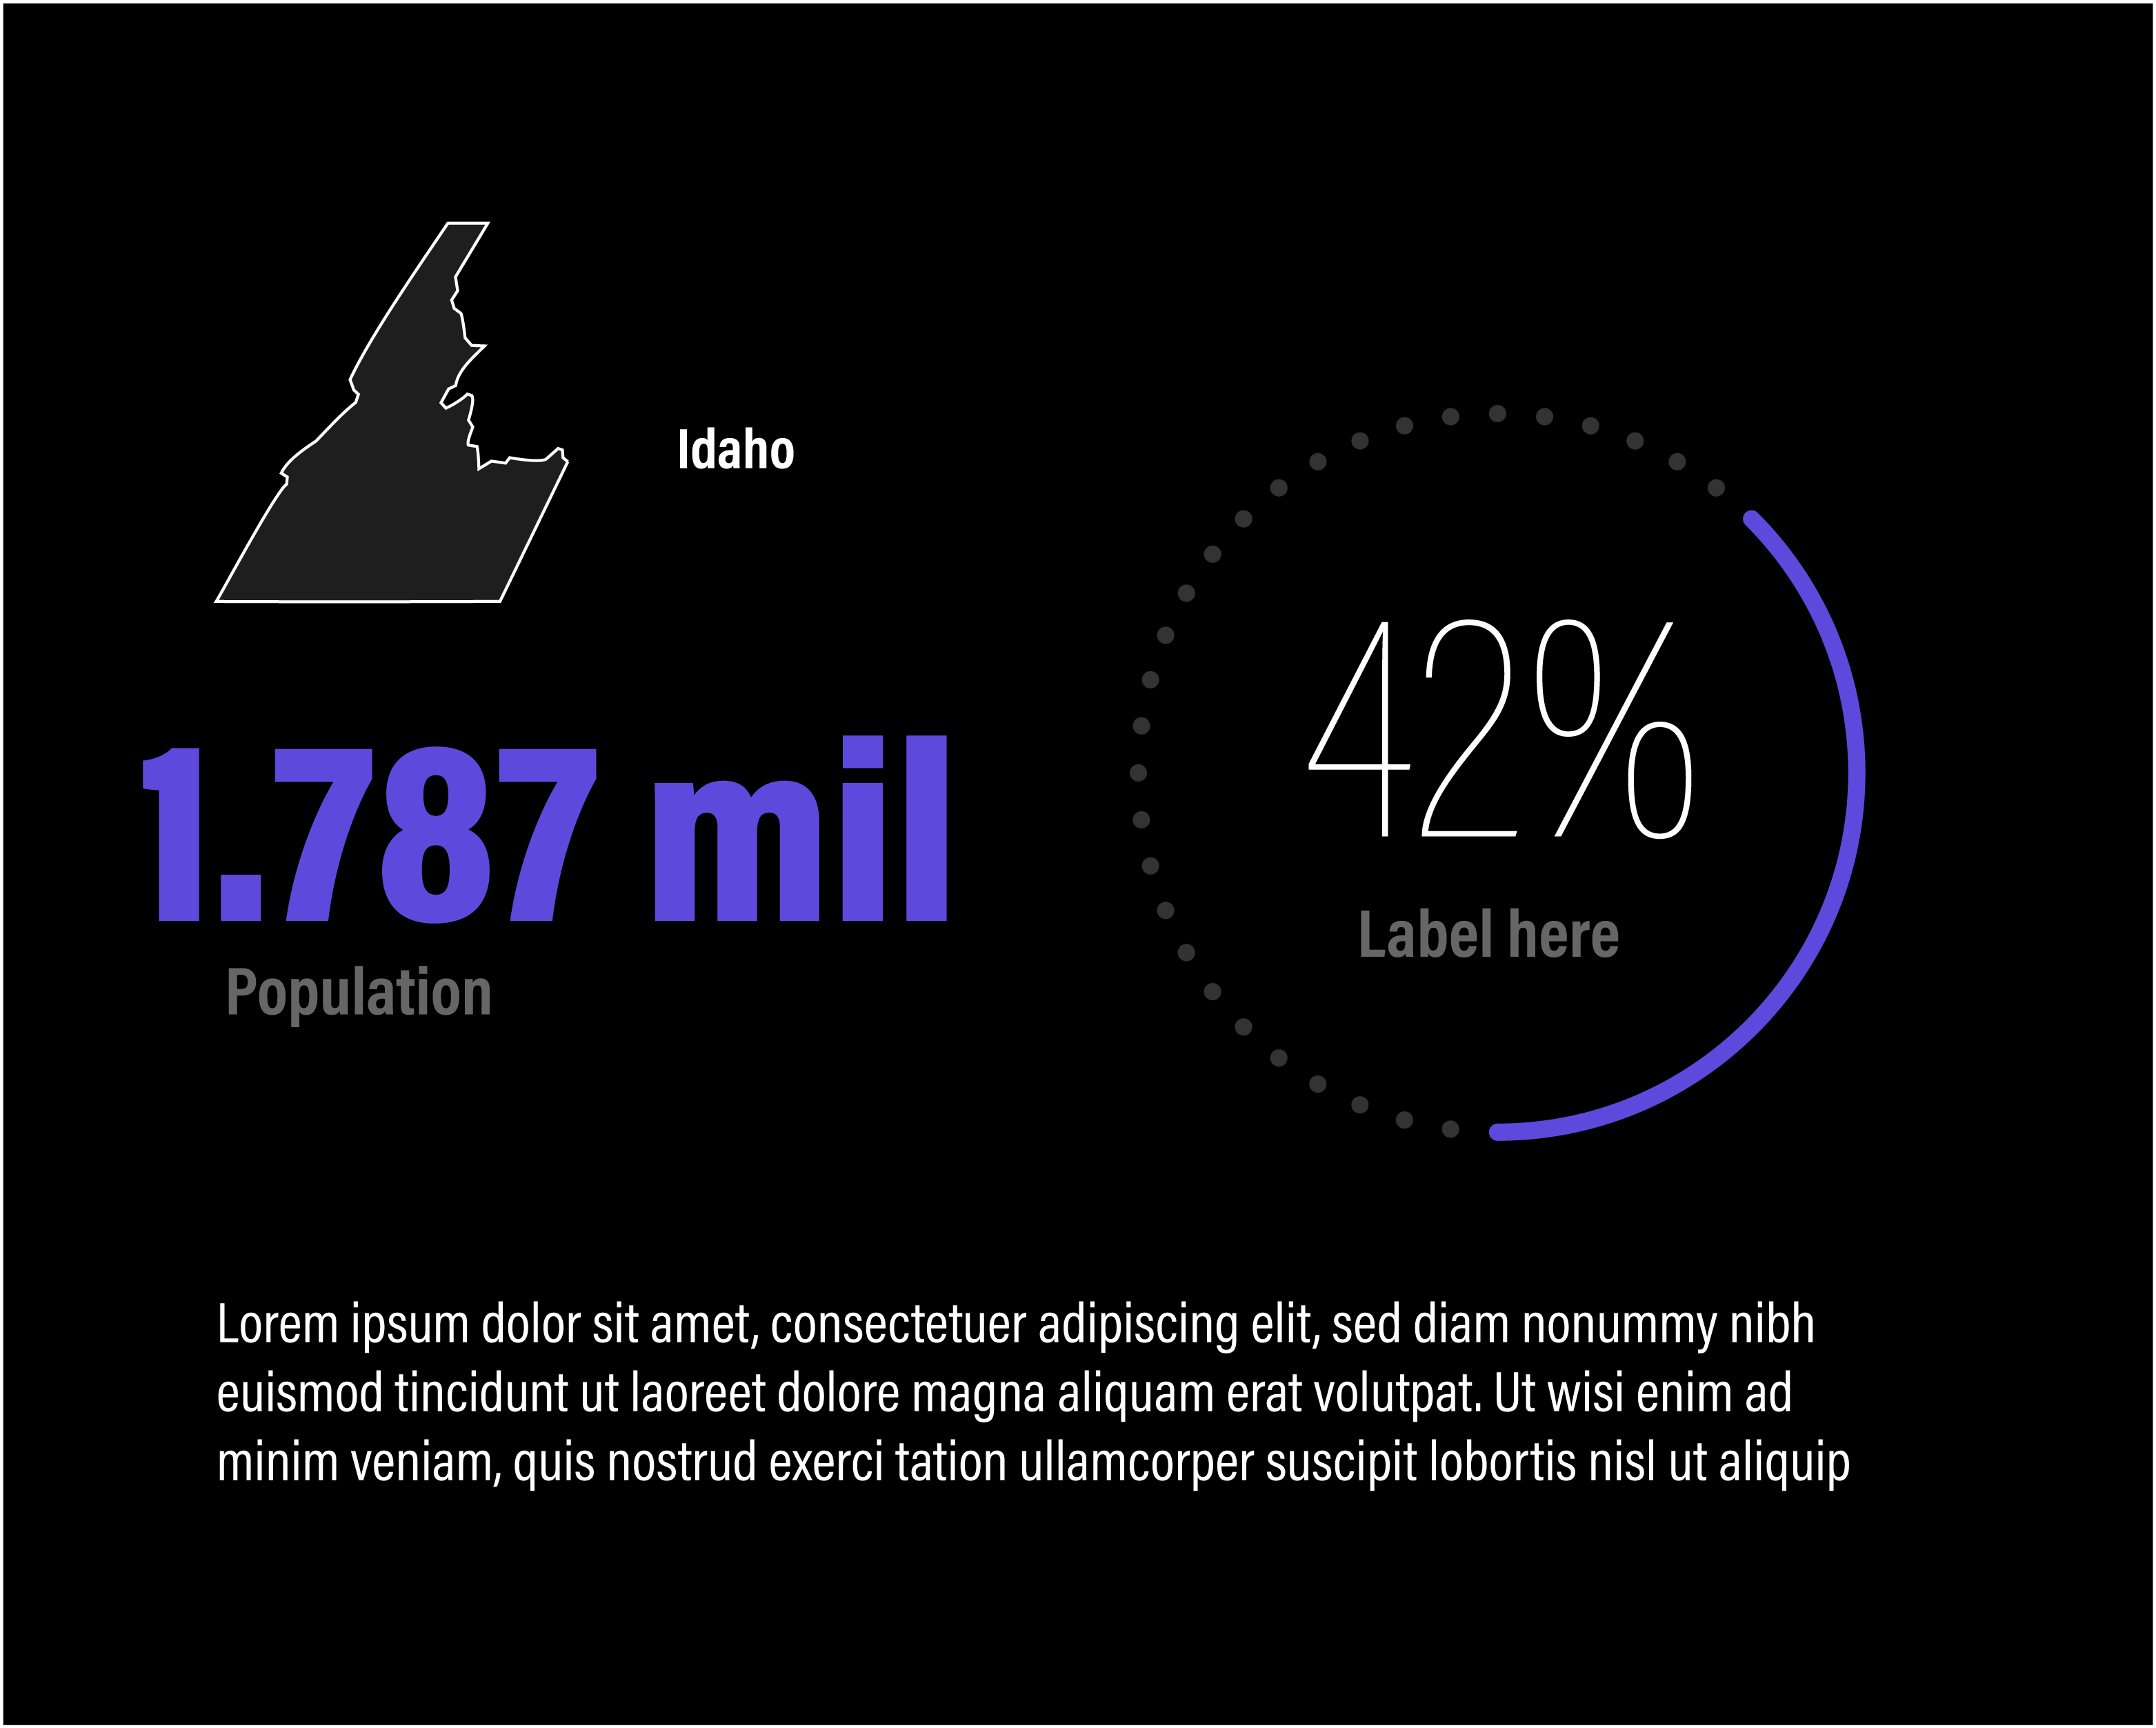 Idaho
1.787 mil
Population
42%
Label here
Lorem ipsum dolor sit amet, consectetuer adipiscing elit, sed diam nonummy nibh
euismod tincidunt ut laoreet dolore magna aliquam erat volutpat. Ut wisi enim ad
minim veniam, quis nostrud exerci tation ullamcorper suscipit lobortis nisl ut aliquip